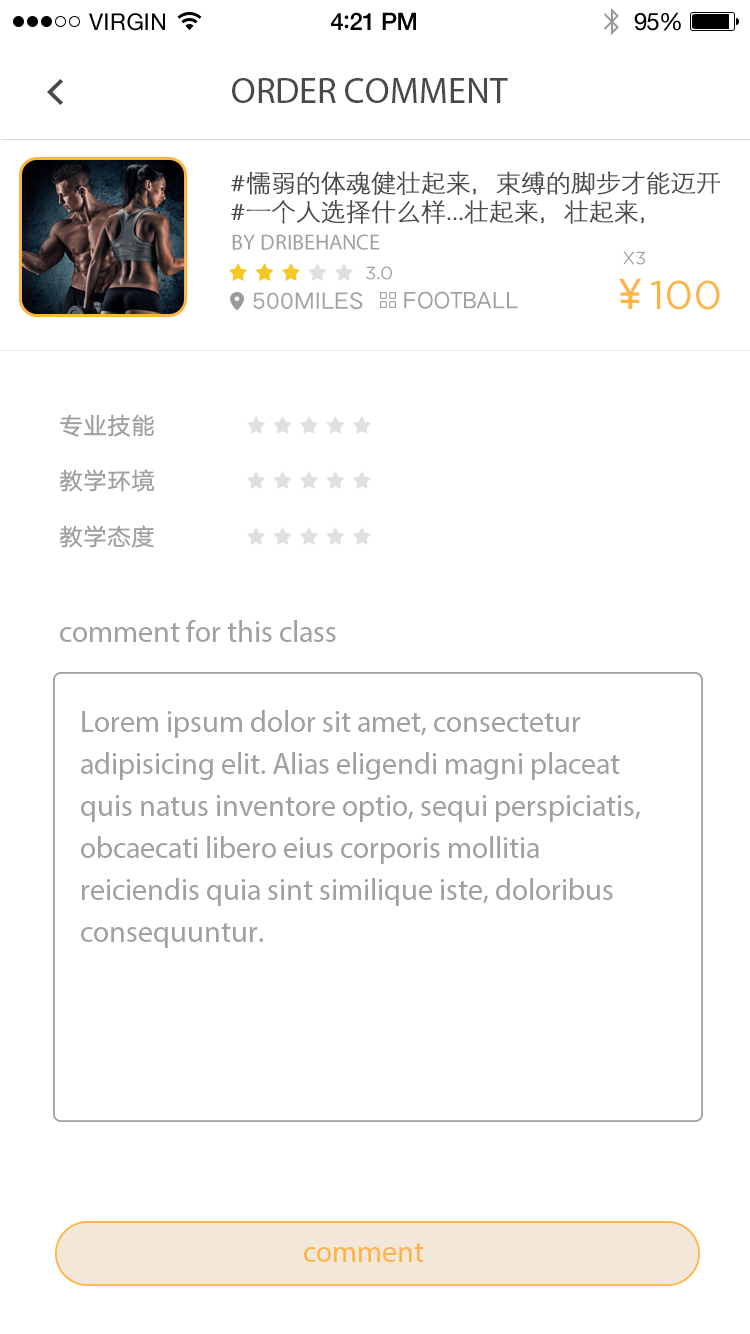 VIRGIN 4:21 PM 95%
ORDER COMMENT
#懦弱的体魂健壮起来，束缚的脚步才能迈开
#一个人选择什么样...壮起来，壮起来，
BY DRIBEHANCE
3.0
X3
500MILES FOOTBALL
¥100
专业技能
教学环境
教学态度
comment for this class
Lorem ipsum dolor sit amet, consectetur
adipisicing elit. Alias eligendi magni placeat
quis natus inventore optio, sequi perspiciatis,
obcaecati libero eius corporis mollitia
reiciendis quia sint similique iste, doloribus
consequuntur.
comment